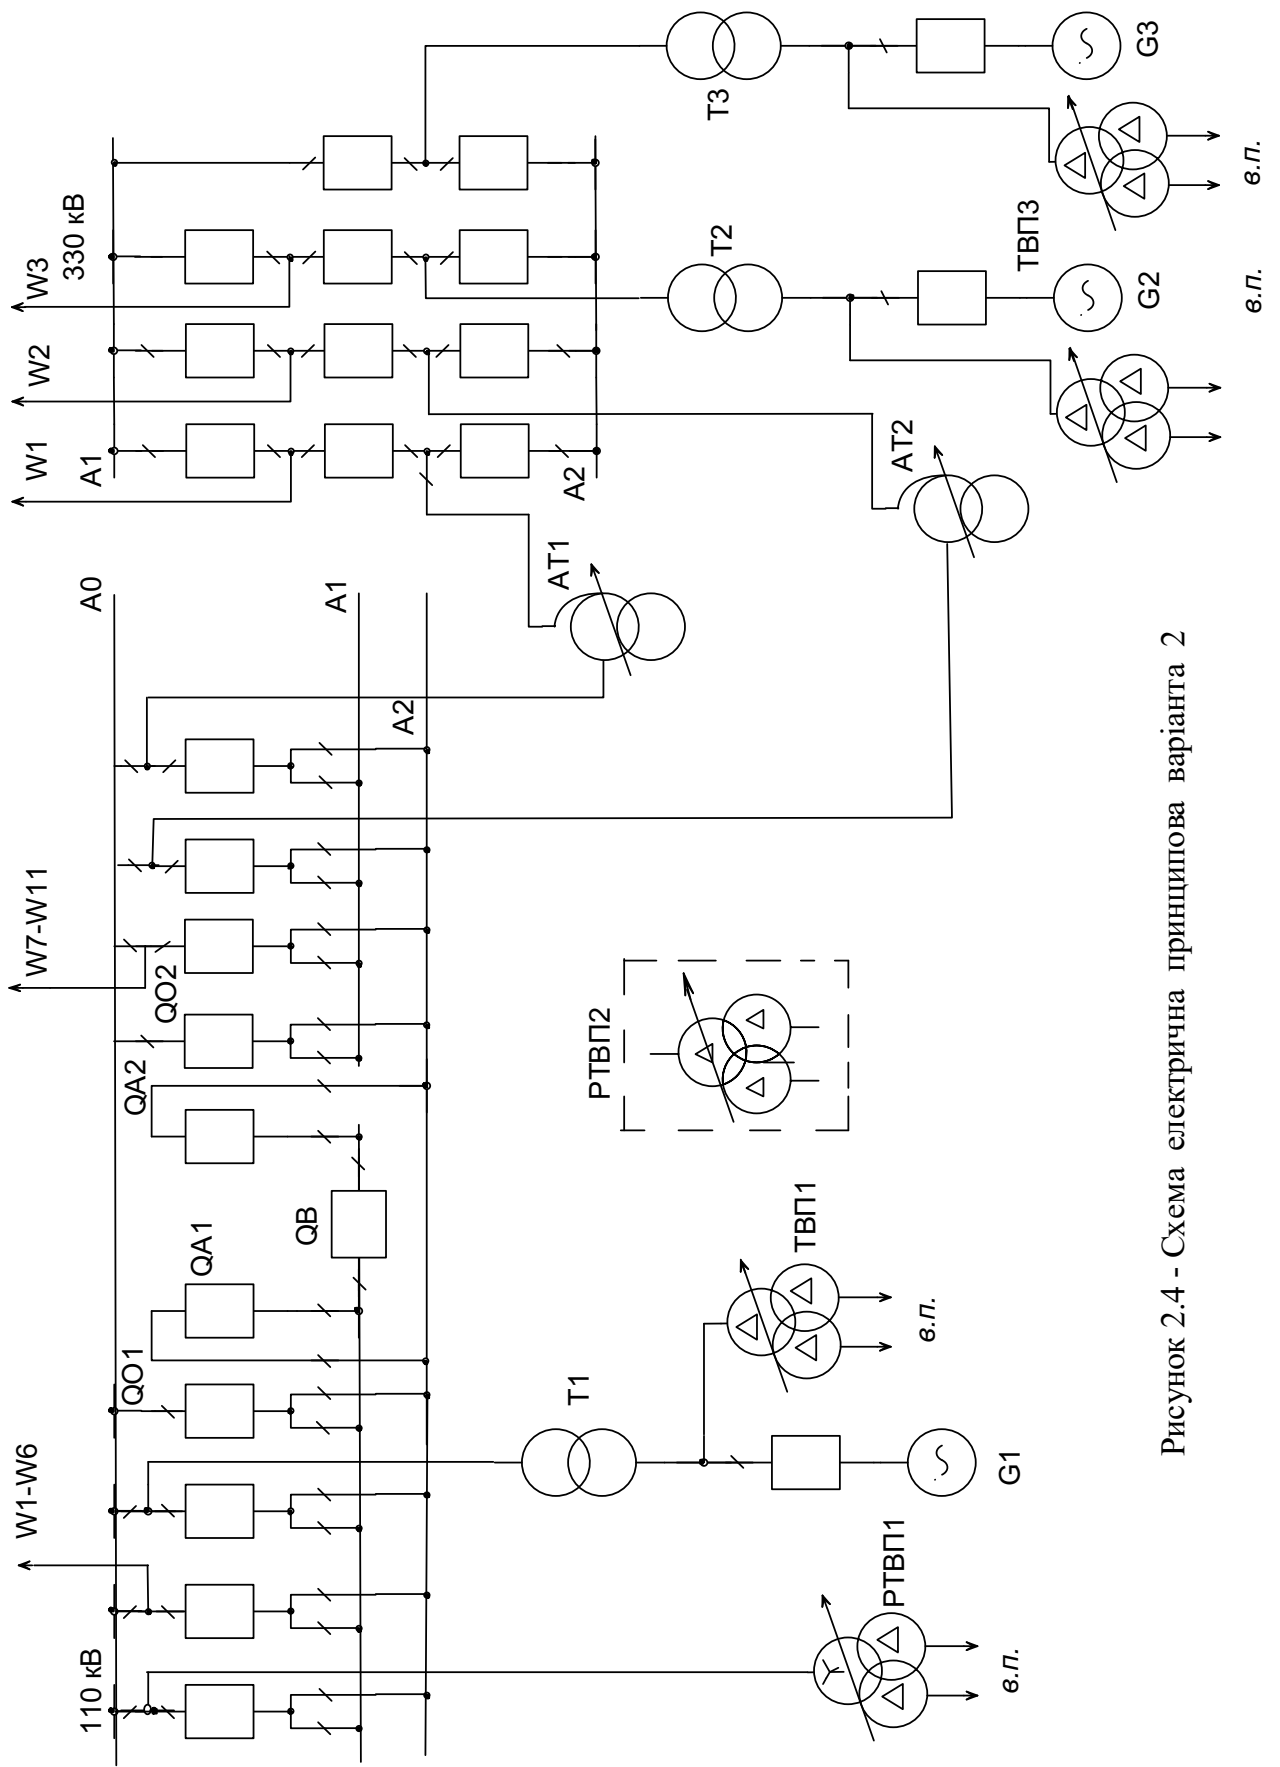 W1-W6
W7-W11
W1
W2
W3
330 кВ
110 кВ
QO1
QA1
QB
QA2
QO2
A0
A1
A2
A1
A2
AT1
AT2
T1
T2
T3
РТВП1
в.п.
G1
ТВП1
в.п.
РТВП2
ТВП3
G2
в.п.
G3
в.п.
Рисунок 2.4 - Схема електрична принципова варіанта 2